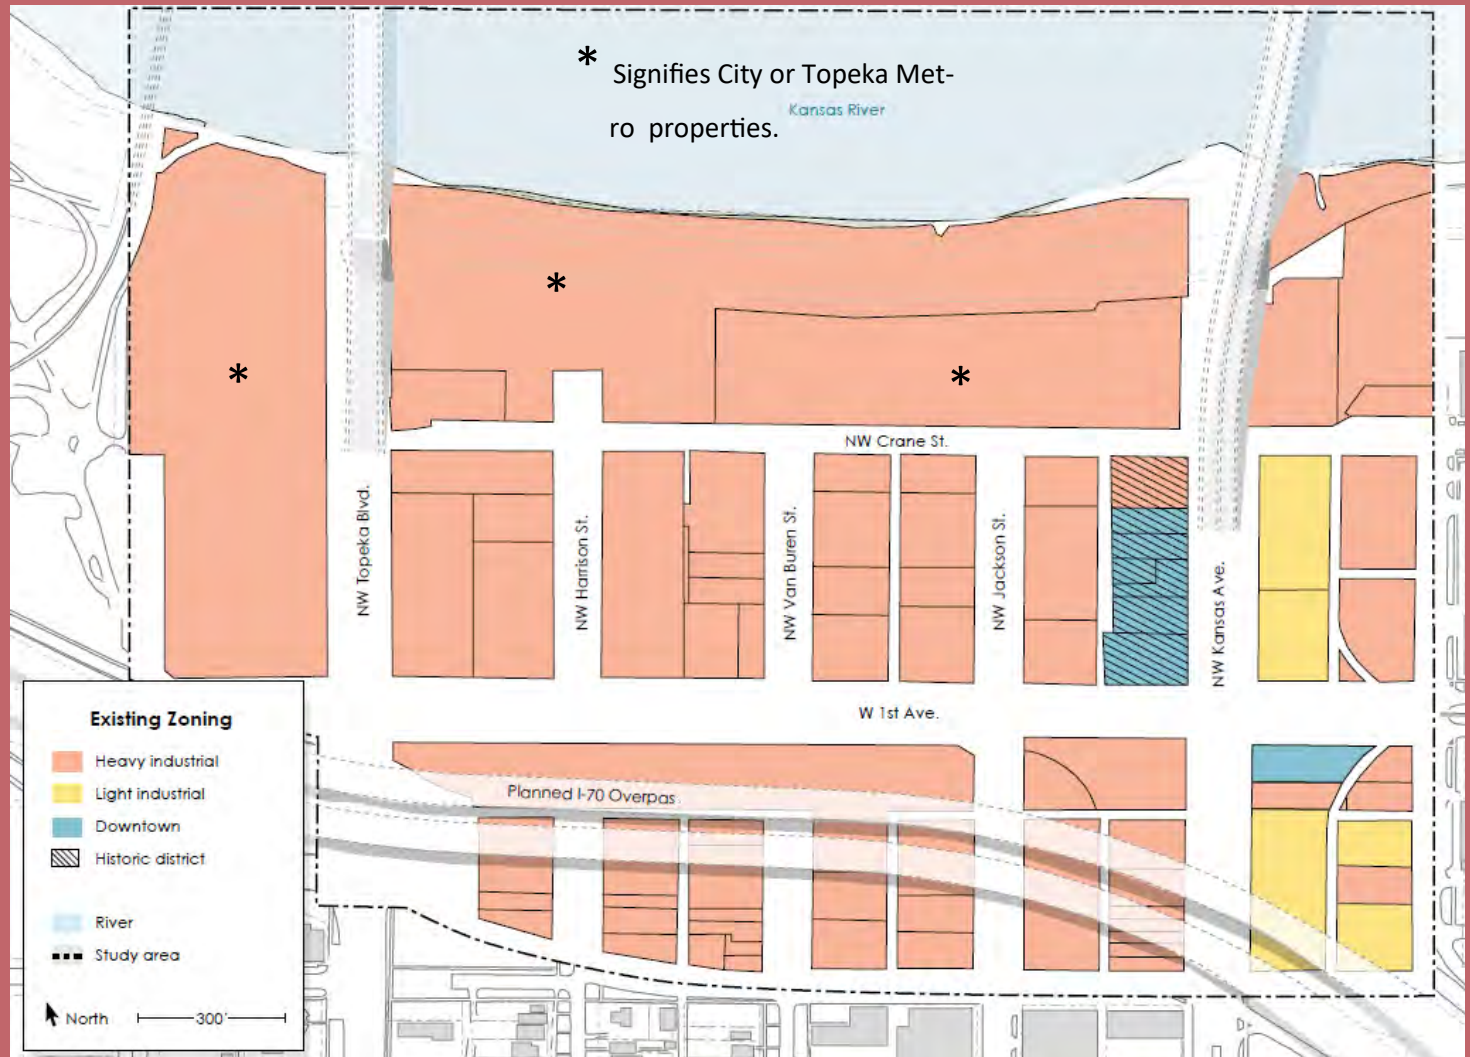 * Signifies City or Topeka Met-
ro properties.
Kansas River
*
*
*
NW Crane St.
NW Topeka Blvd.
NW Harrison St.
NW Van Buren St.
NW Jackson St.
NW Kansas Ave.
W 1st Ave.
Planned I-70 Overpas
Existing Zoning
Heavy industrial
Light industrial
Downtown
Historic district
River
Study area
North
300'